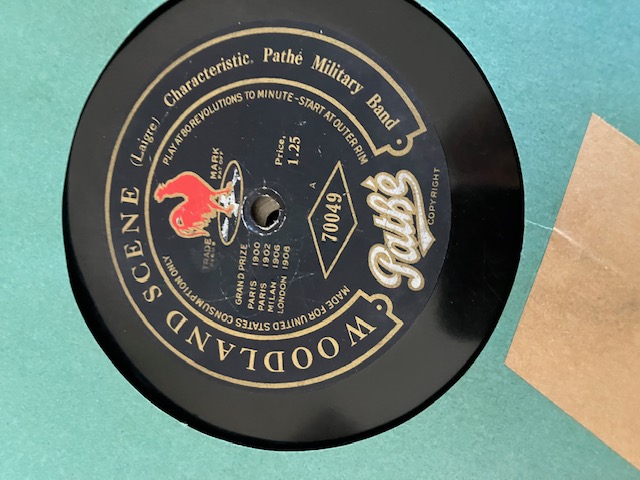 WOODLAND SCENE (Laigre) Characteristic. Pathé Military Band
MADE FOR UNITED STATES CONSUMPTION ONLY
PLAY AT 80 REVOLUTIONS TO MINUTE - START AT OUTER RIM
TRADE MARK
GRAND PRIZE
PARIS 1900
PARIS 1902
MILAN 1906
LONDON 1908
Price,
1.25
A
70049
Pathé
COPYRIGHT